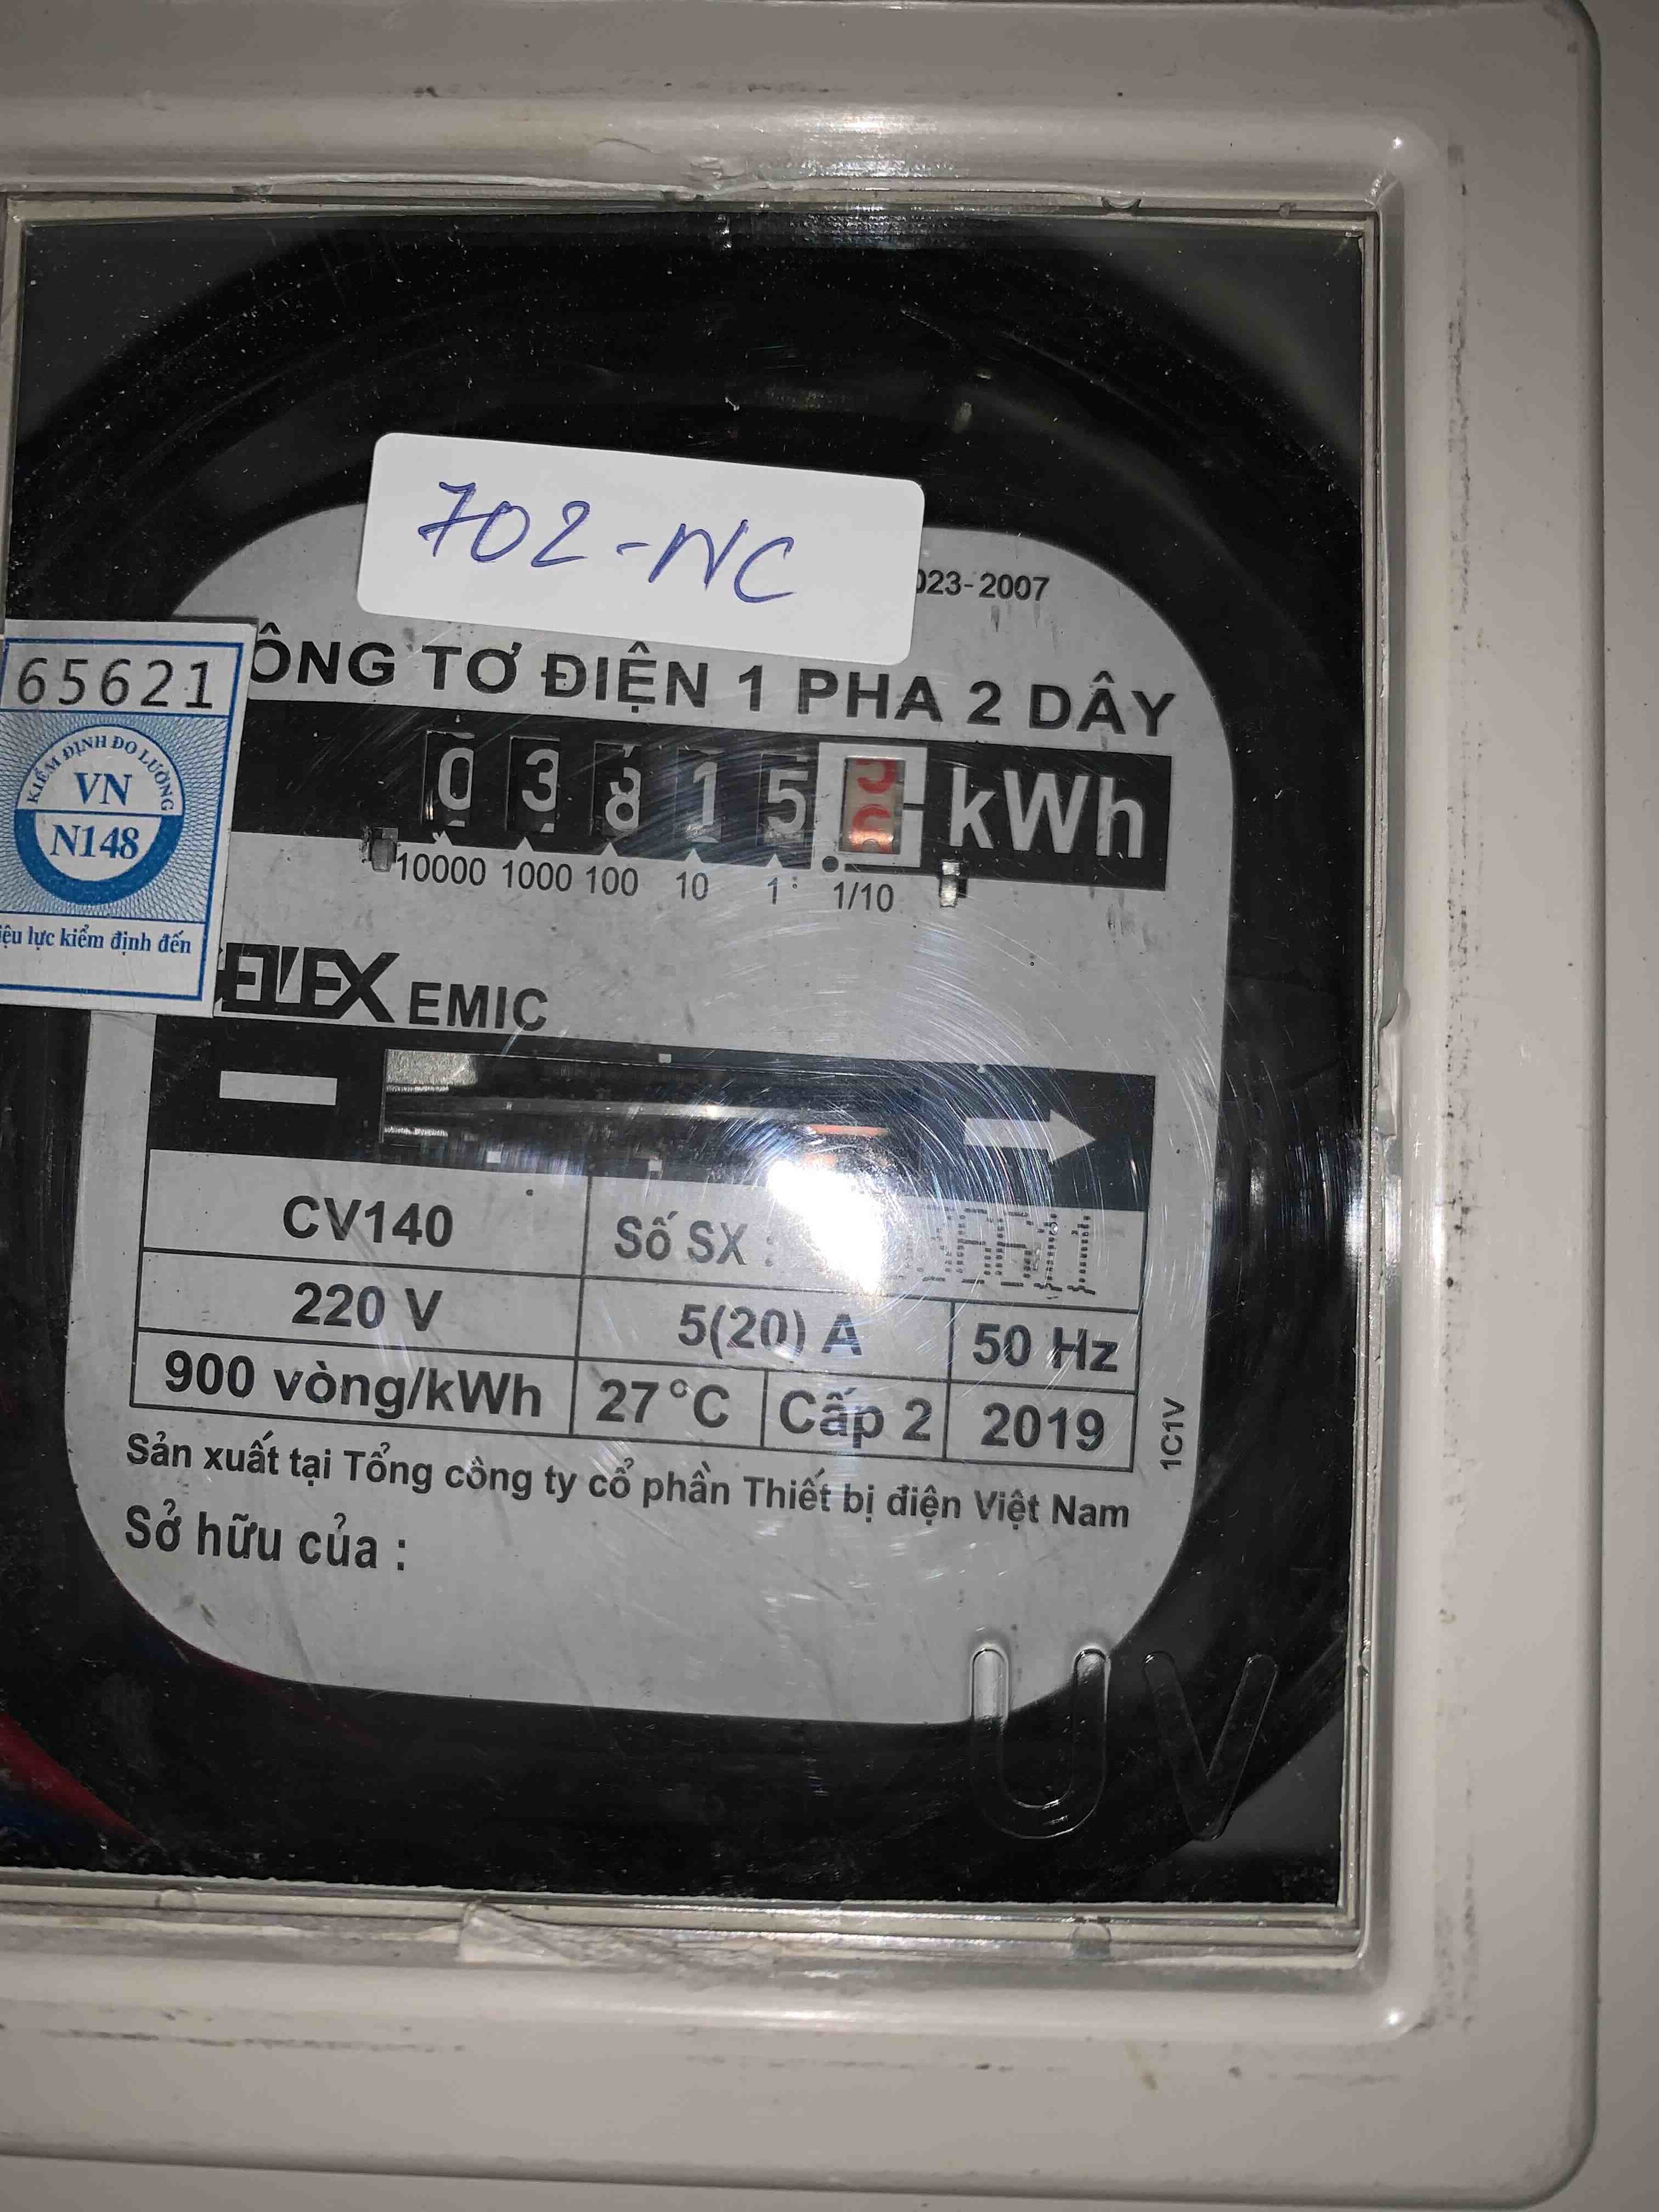 702-NC
023-2007
ÔNG TƠ ĐIỆN 1 PHA 2 DÂY
65621
KIỂM ĐỊNH ĐO LƯỜNG
VN
N148
iệu lực kiểm định đến
0 3 8 1 5 kWh
10000 1000 100 10 1 1/10
GELEX EMIC
CV140 Số SX :
220 V 5(20) A 50 Hz
900 vòng/kWh 27°C Cấp 2 2019
1C1V
Sản xuất tại Tổng công ty cổ phần Thiết bị điện Việt Nam
Sở hữu của :
UV